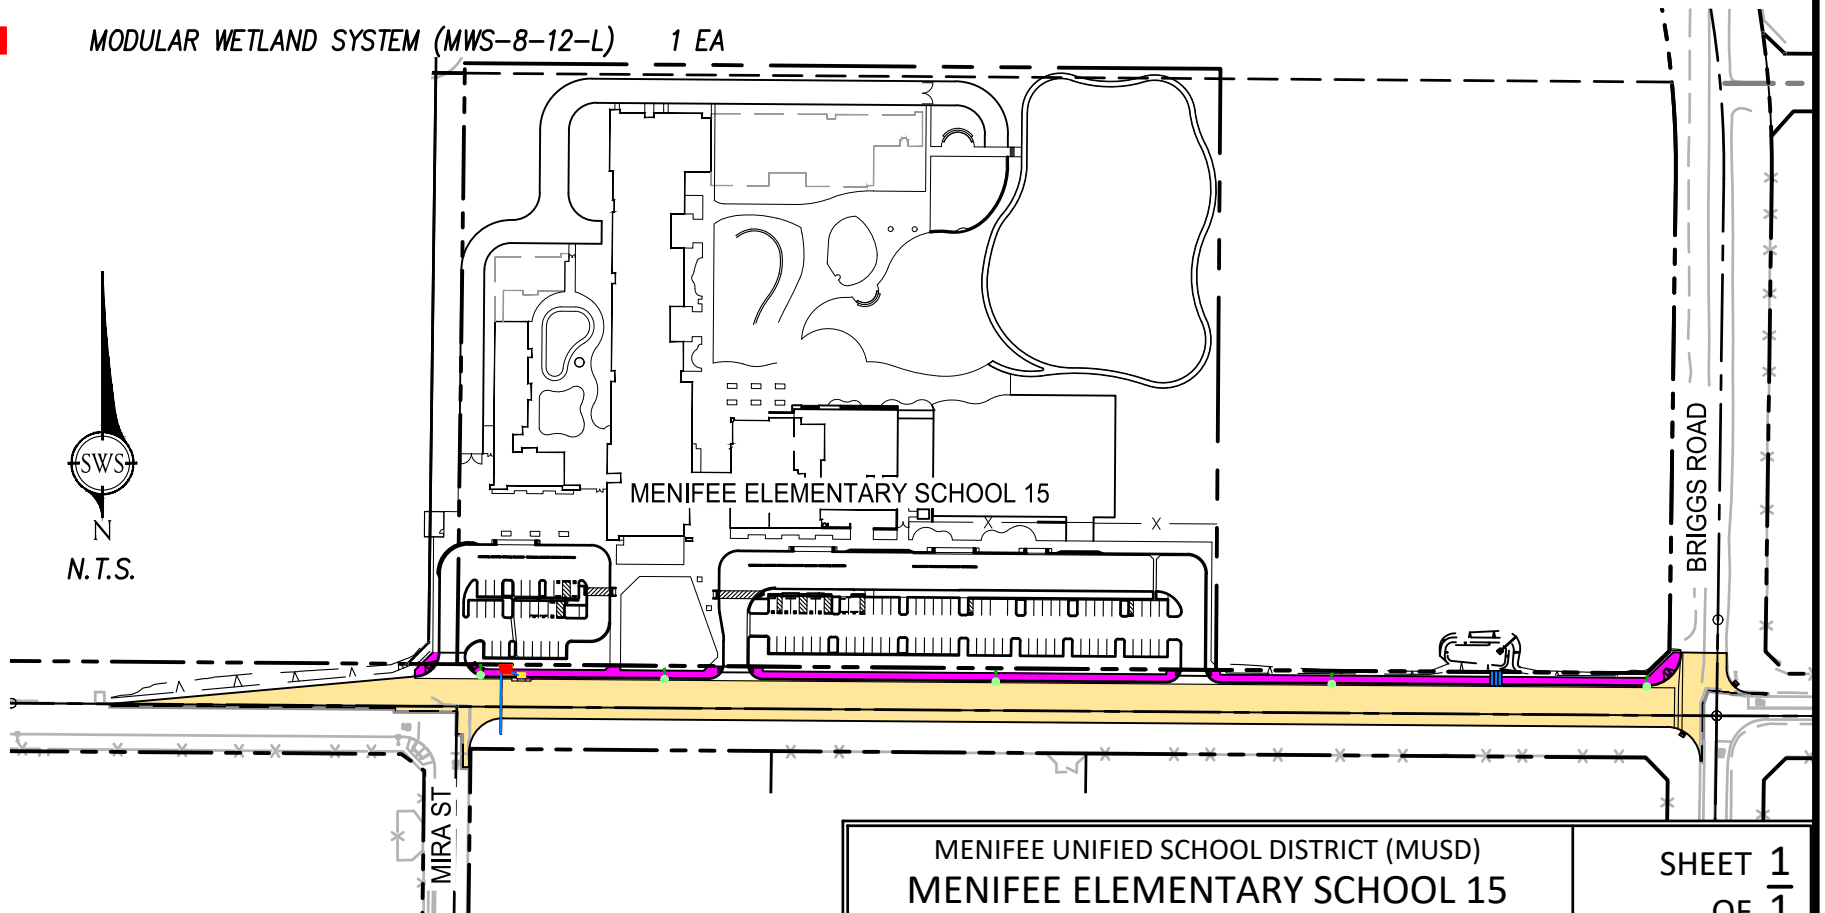 MODULAR WETLAND SYSTEM (MWS-8-12-L) 1 EA
SWS
N
N.T.S.
MENIFEE ELEMENTARY SCHOOL 15
X X
BRIGGS ROAD
MIRA ST
MENIFEE UNIFIED SCHOOL DISTRICT (MUSD)
MENIFEE ELEMENTARY SCHOOL 15
SHEET 1
OF 1